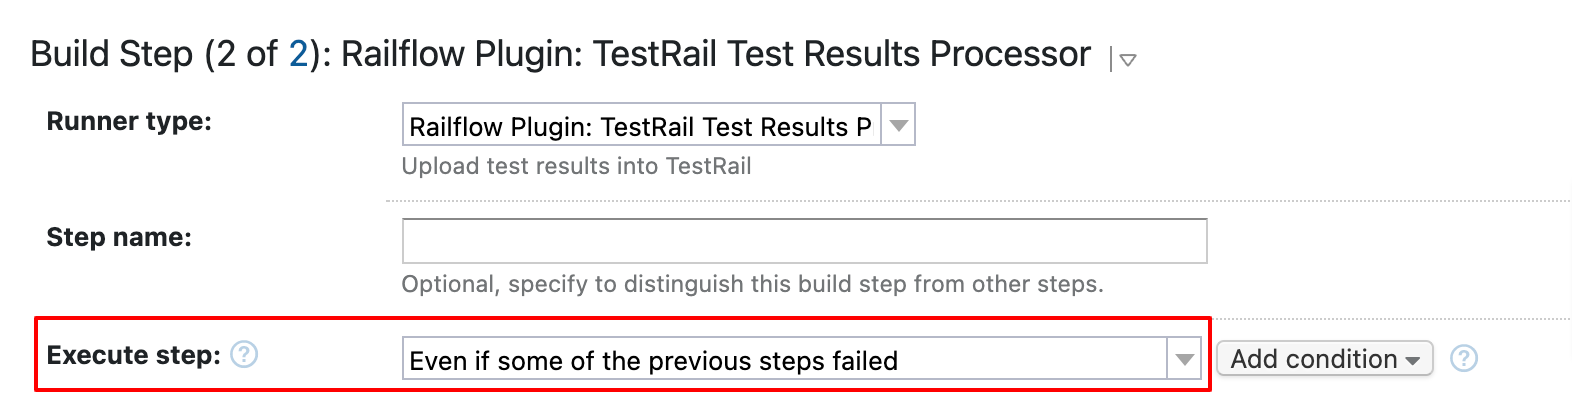 Build Step (2 of 2): Railflow Plugin: TestRail Test Results Processor
Runner type:
Railflow Plugin: TestRail Test Results P
Upload test results into TestRail
Step name:
Optional, specify to distinguish this build step from other steps.
Execute step: ?
Even if some of the previous steps failed
Add condition ?